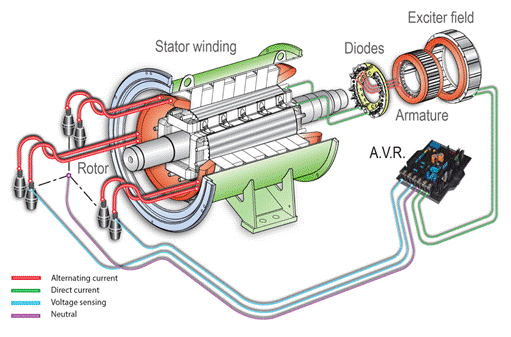 Exciter field
Stator winding
Diodes
Armature
A.V.R.
Rotor
Alternating current
Direct current
Voltage sensing
Neutral